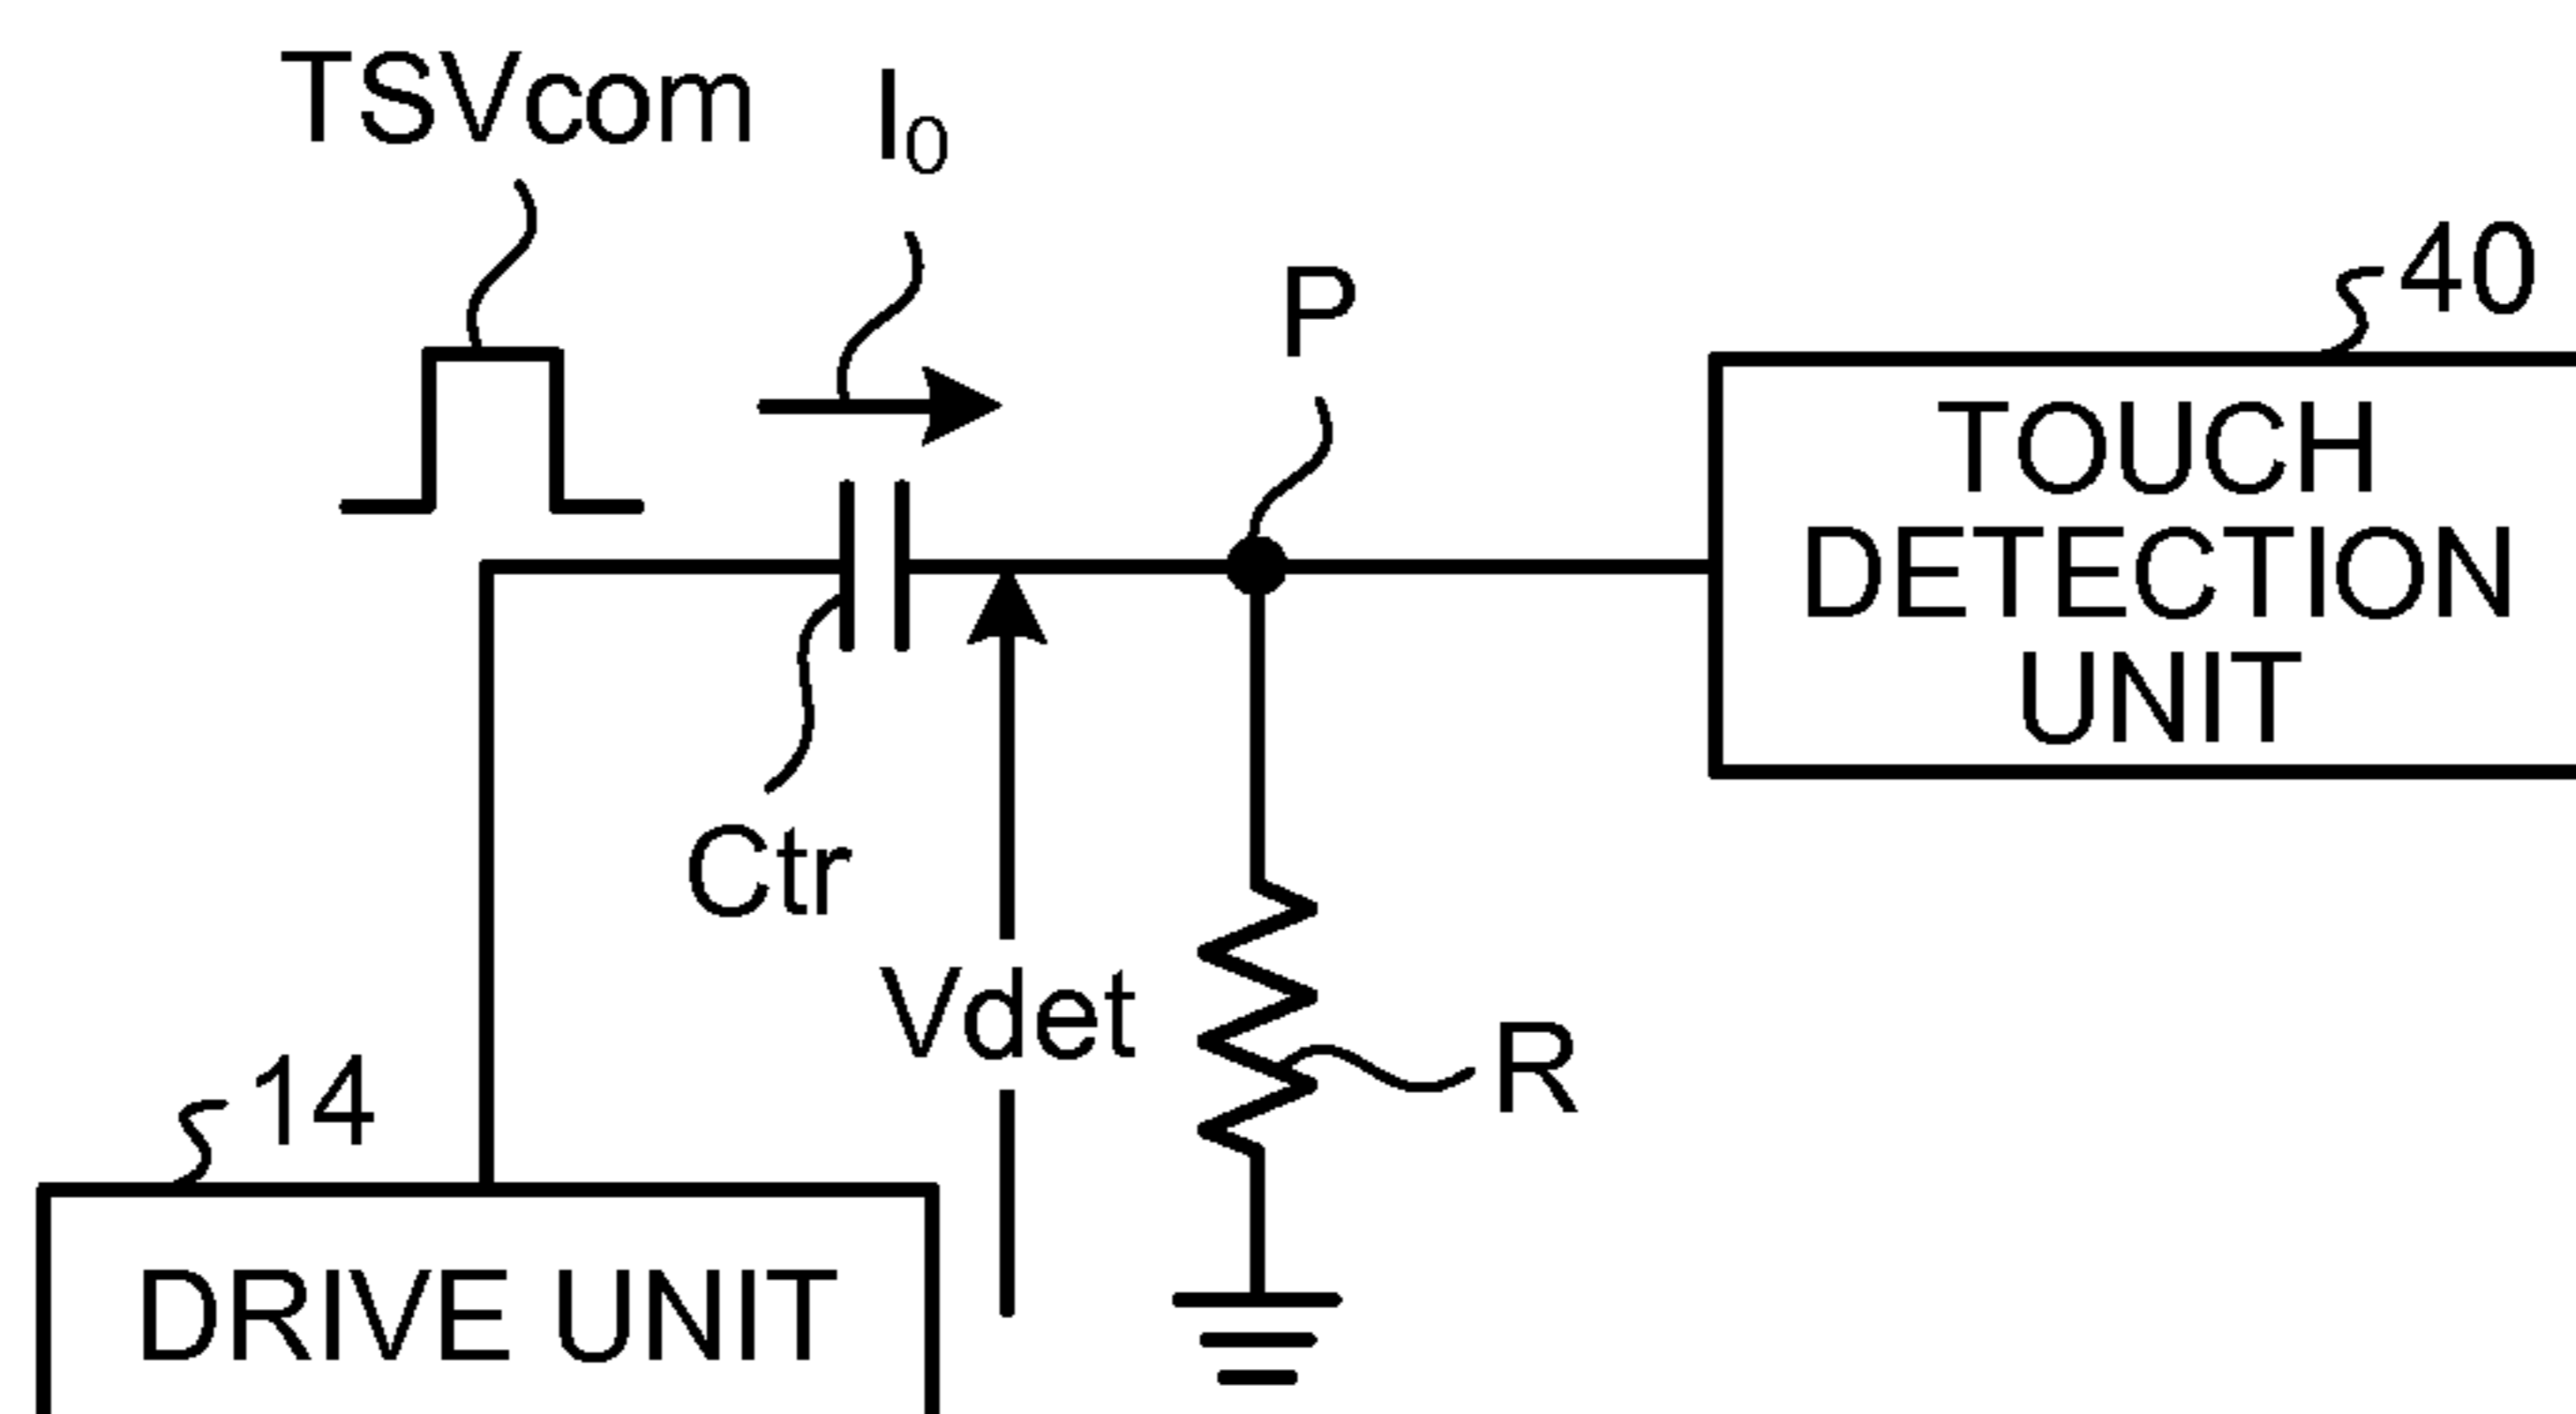 TSVcom
I₀
P
40
TOUCH
DETECTION
UNIT
Ctr
Vdet
R
14
DRIVE UNIT